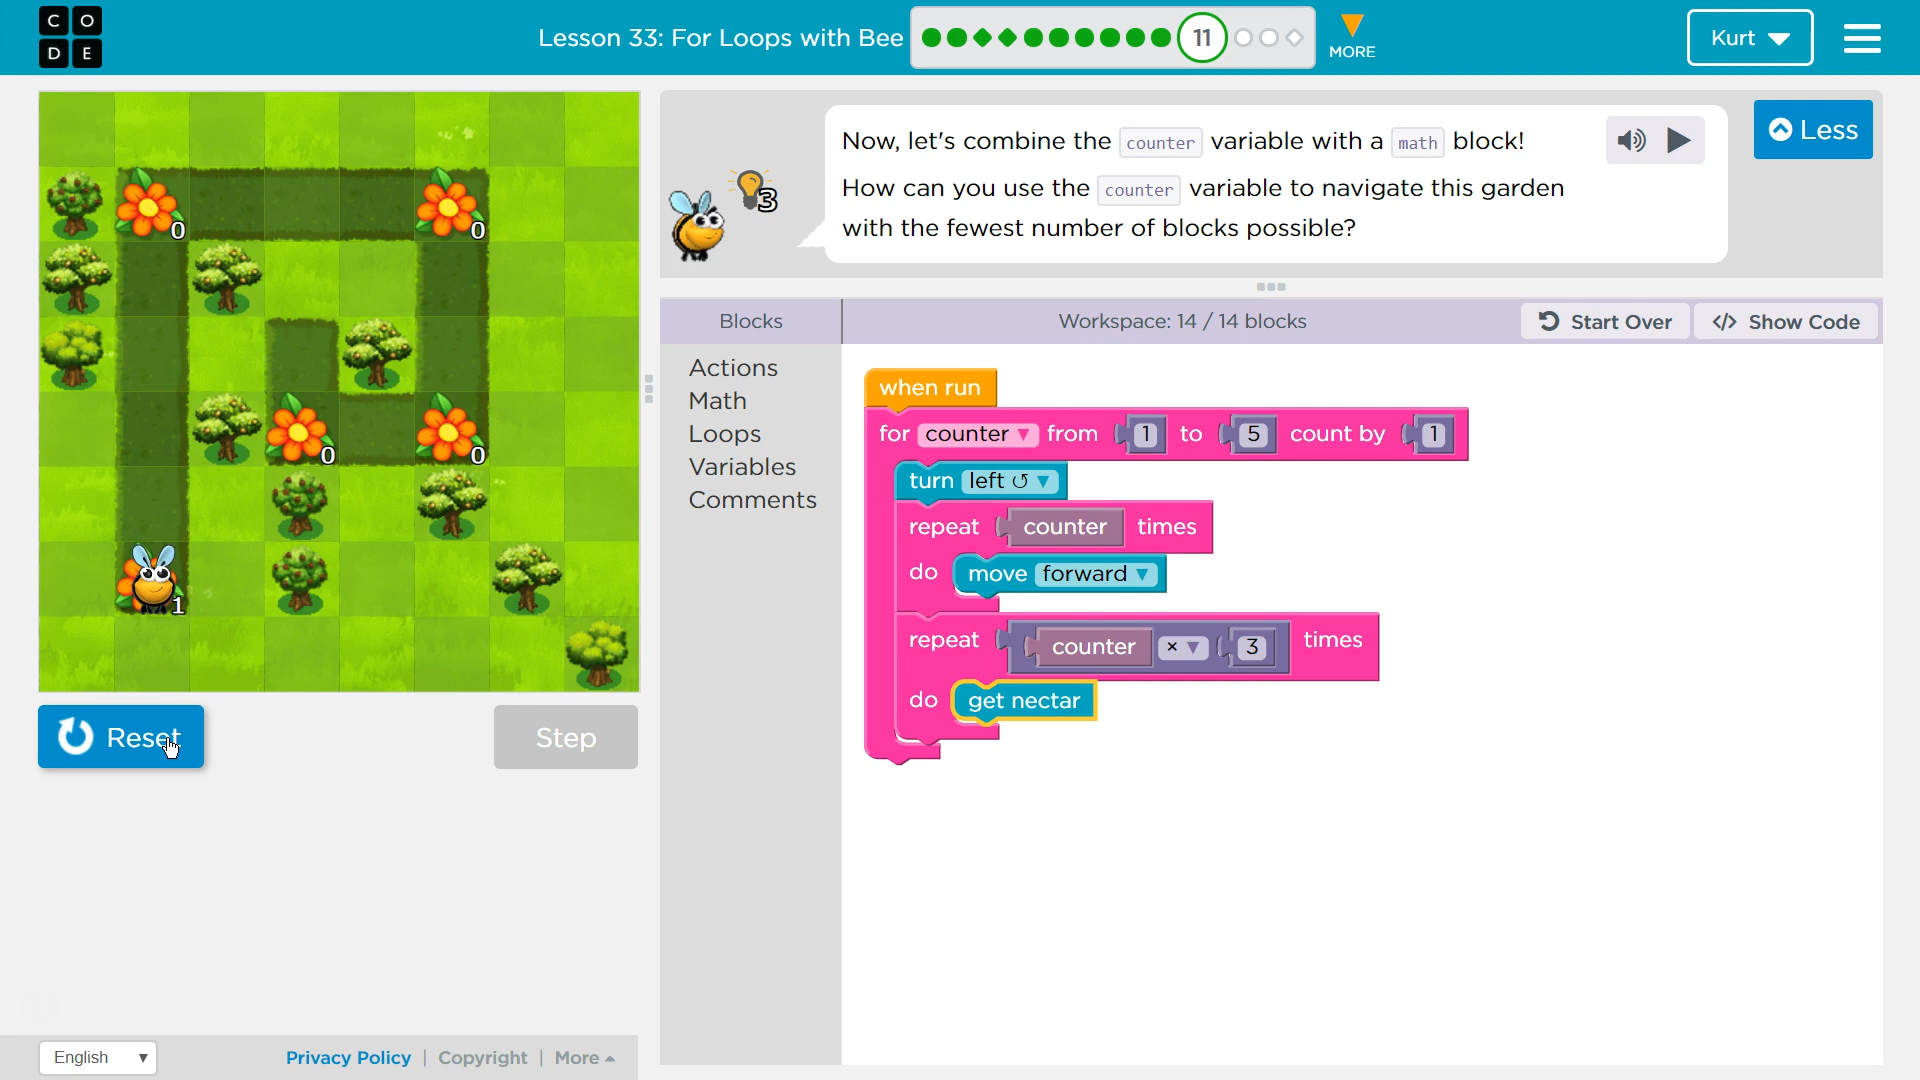 C O
D E
Lesson 33: For Loops with Bee
11
MORE
Kurt
3
Now, let's combine the counter variable with a math block!
How can you use the counter variable to navigate this garden
with the fewest number of blocks possible?
Less
0
0
0
0
1
Reset
Step
Blocks
Workspace: 14 / 14 blocks
Start Over
</> Show Code
Actions
Math
Loops
Variables
Comments
when run
for counter from 1 to 5 count by 1
turn left ↺
repeat counter times
do move forward
repeat counter × 3 times
do get nectar
English
Privacy Policy | Copyright | More